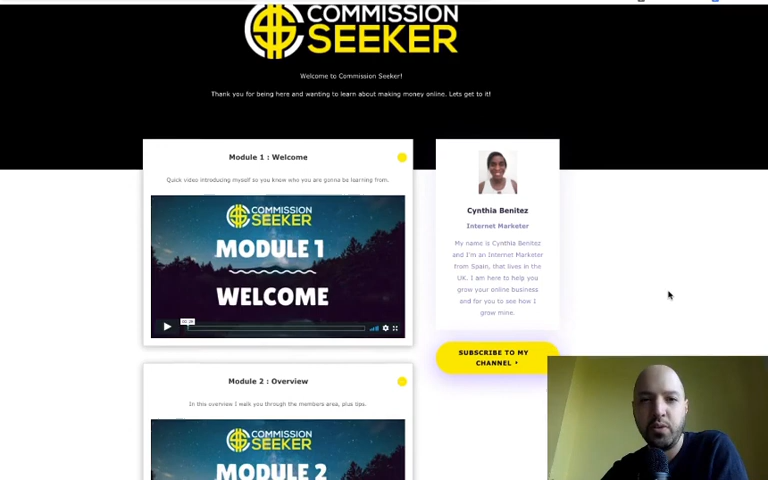 COMMISSION
SEEKER
Welcome to Commission Seeker!
Thank you for being here and wanting to learn about making money online. Lets get to it!
Module 1 : Welcome
Quick video introducing myself so you know who you are gonna be learning from.
COMMISSION
SEEKER
MODULE 1
WELCOME
Cynthia Benitez
Internet Marketer
My name is Cynthia Benitez
and I'm an Internet Marketer
from Spain, that lives in the
UK. I am here to help you
grow your online business
and for you to see how I
grow mine.
SUBSCRIBE TO MY
CHANNEL
Module 2 : Overview
In this overview I walk you through the members area, plus tips.
COMMISSION
SEEKER
MODULE 2